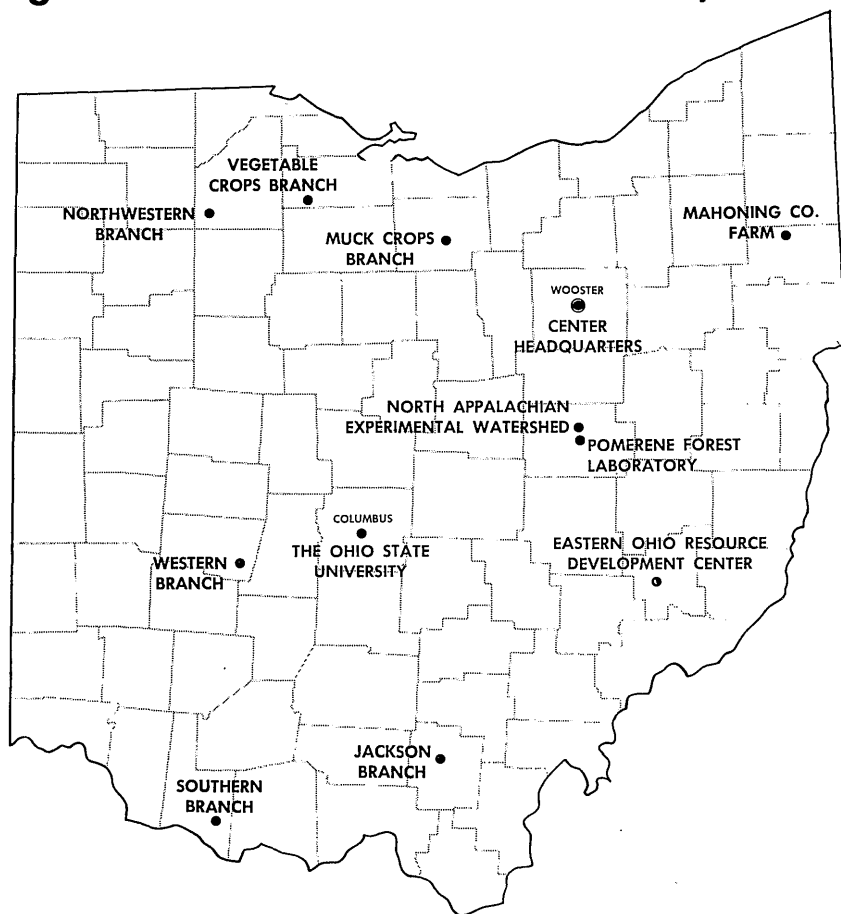 VEGETABLE
CROPS BRANCH
NORTHWESTERN
BRANCH
MUCK CROPS
BRANCH
MAHONING CO.
FARM
WOOSTER
CENTER
HEADQUARTERS
NORTH APPALACHIAN
EXPERIMENTAL WATERSHED
POMERENE FOREST
LABORATORY
COLUMBUS
THE OHIO STATE
UNIVERSITY
EASTERN OHIO RESOURCE
DEVELOPMENT CENTER
WESTERN
BRANCH
JACKSON
BRANCH
SOUTHERN
BRANCH